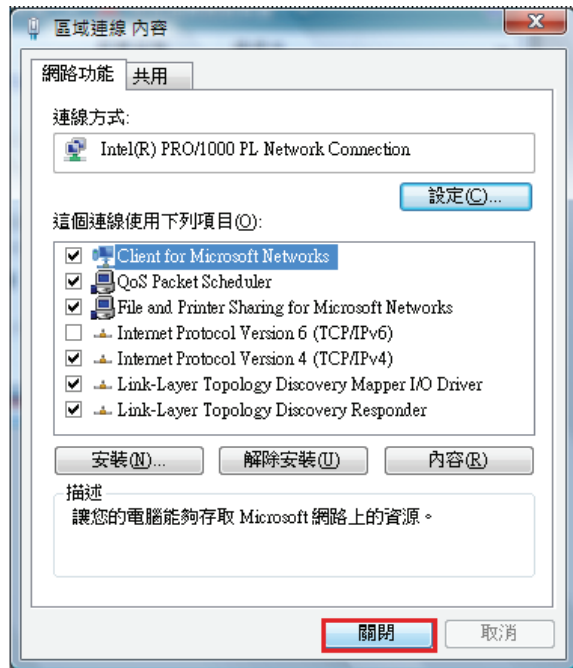 區域連線 內容
網路功能 共用
連線方式:
Intel(R) PRO/1000 PL Network Connection
設定(C)...
這個連線使用下列項目(O):
Client for Microsoft Networks
QoS Packet Scheduler
File and Printer Sharing for Microsoft Networks
Internet Protocol Version 6 (TCP/IPv6)
Internet Protocol Version 4 (TCP/IPv4)
Link-Layer Topology Discovery Mapper I/O Driver
Link-Layer Topology Discovery Responder
安裝(N)... 解除安裝(U) 內容(R)
描述
讓您的電腦能夠存取 Microsoft 網路上的資源。
關閉 取消